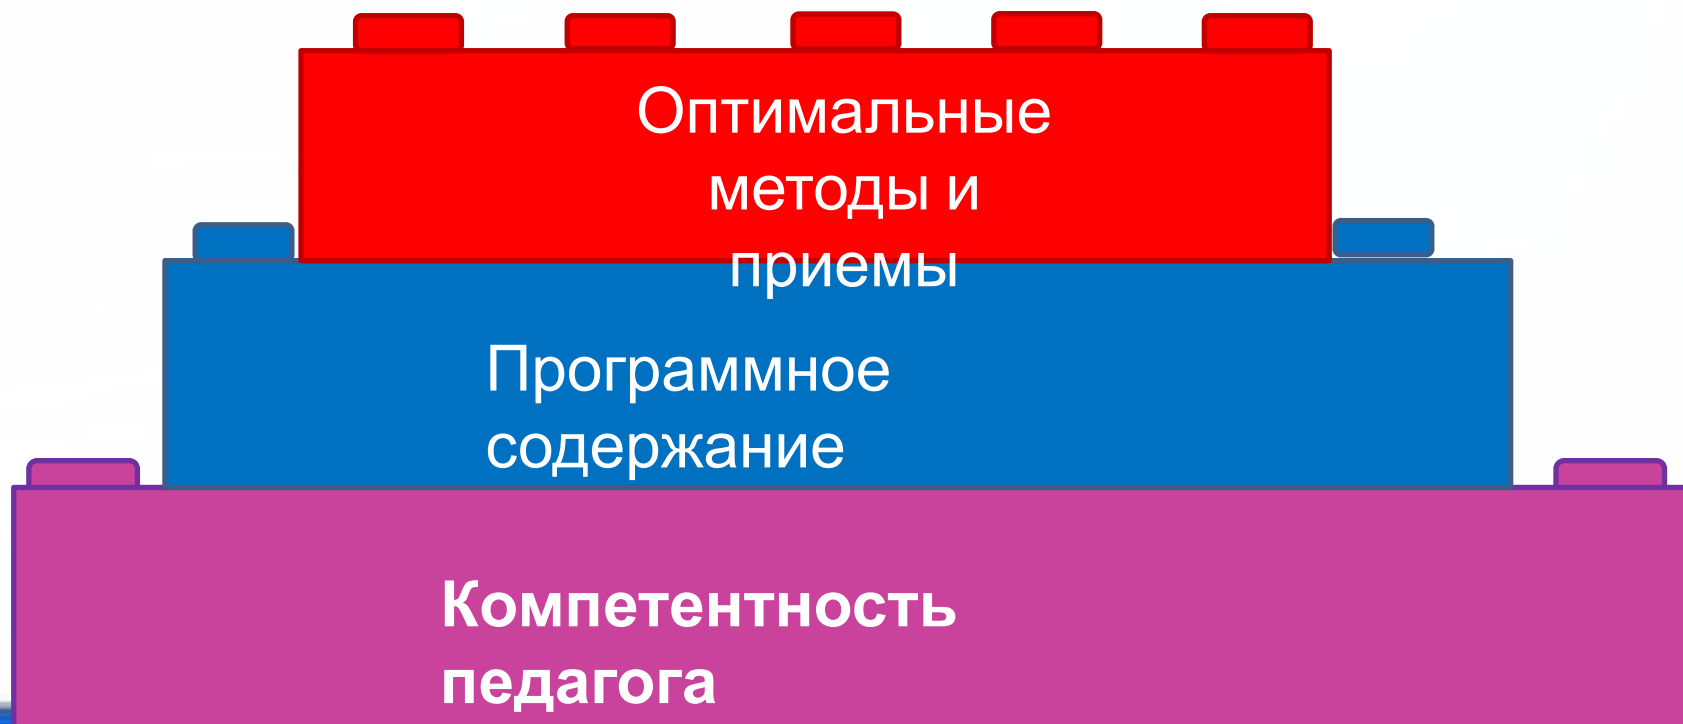 Оптимальные
методы и
приемы
Программное
содержание
Компетентность
педагога